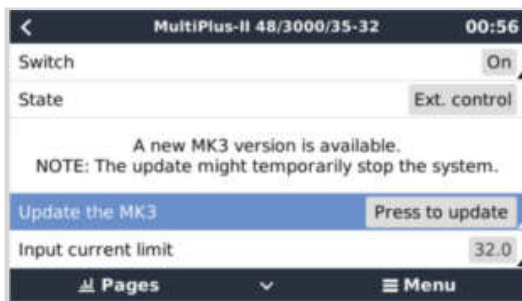 MultiPlus-II 48/3000/35-32 00:56
Switch On
State Ext. control
A new MK3 version is available.
NOTE: The update might temporarily stop the system.
Update the MK3 Press to update
Input current limit 32.0
Pages Menu